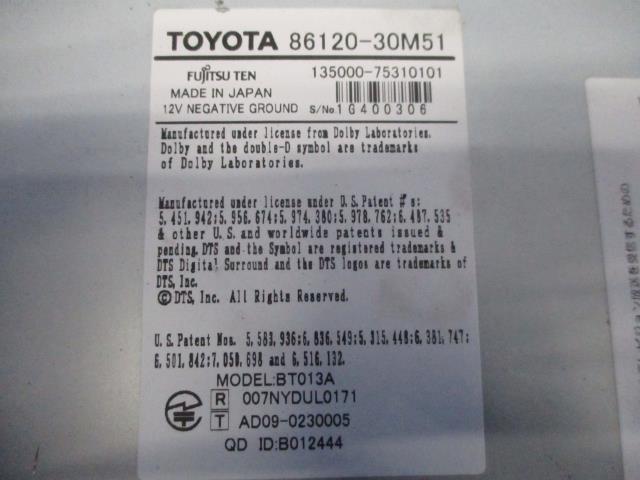 TOYOTA 86120-30M51
FUJITSU TEN 135000-75310101
MADE IN JAPAN
12V NEGATIVE GROUND S/No.1G400306
Manufactured under license from Dolby Laboratories.
Dolby and the double-D symbol are trademarks
of Dolby Laboratories.
Manufactured under license under U.S. Patent #'s:
5,451,942;5,956,674;5,974,380;5,978,762;6,487,535
& other U.S. and worldwide patents issued &
pending. DTS and the Symbol are registered trademarks &
DTS Digital Surround and the DTS logos are trademarks of
DTS, Inc.
© DTS, Inc. All Rights Reserved.
U.S. Patent Nos. 5,583,936;6,836,549;5,315,448;6,381,747;
6,501,842;7,050,698 and 6,516,132.
MODEL:BT013A
R 007NYDUL0171
T AD09-0230005
QD ID:B012444